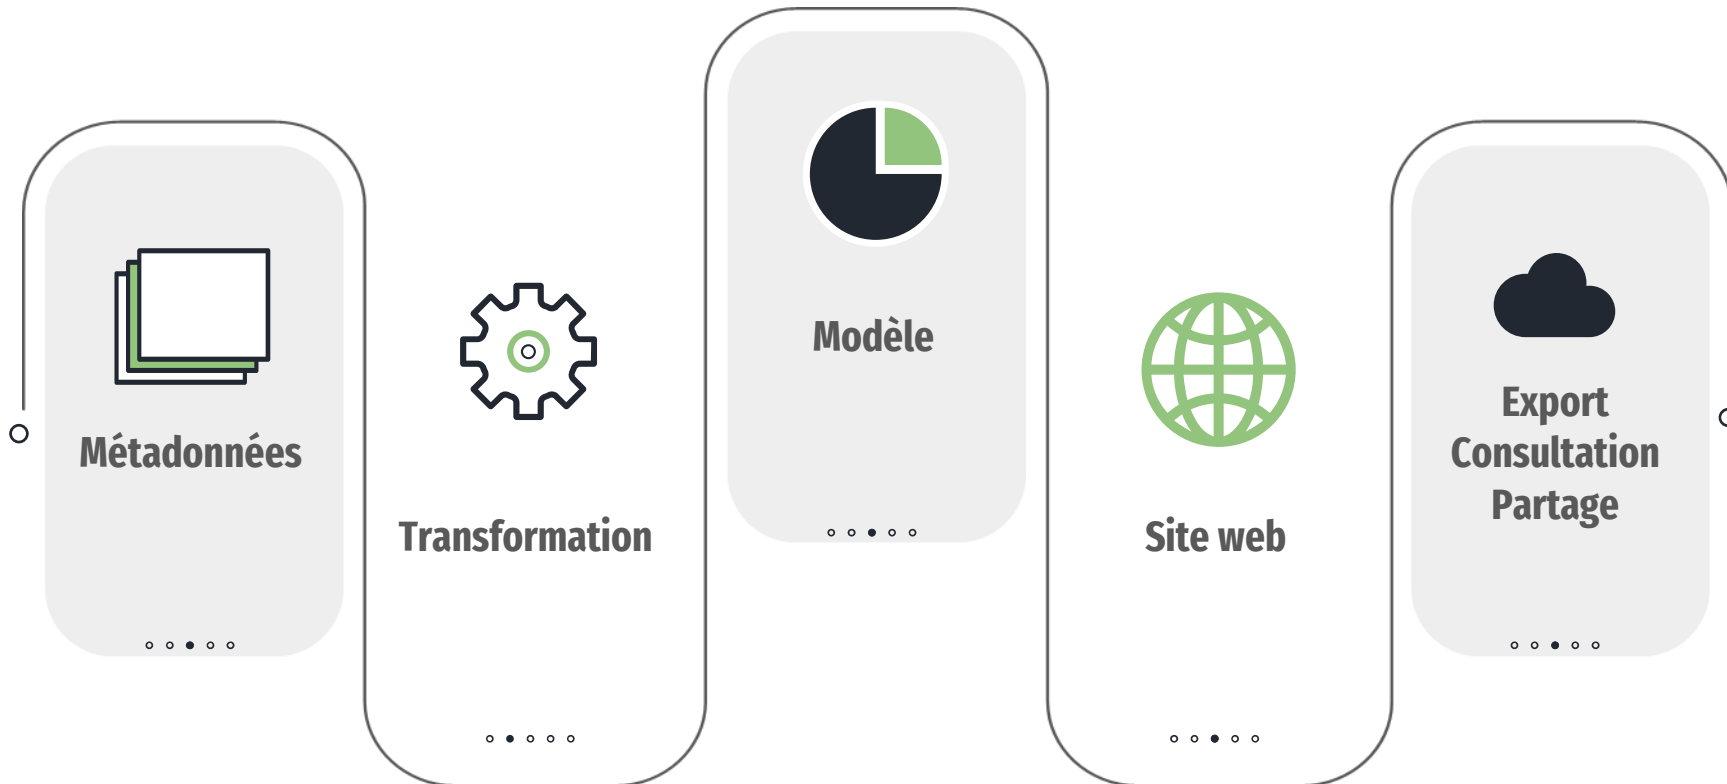 Métadonnées
Transformation
Modèle
Site web
Export
Consultation
Partage